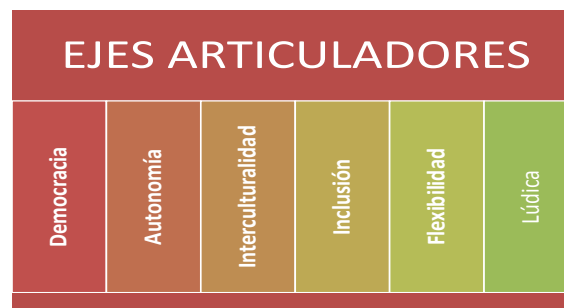 EJES ARTICULADORES
Democracia
Autonomía
Interculturalidad
Inclusión
Flexibilidad
Lúdica